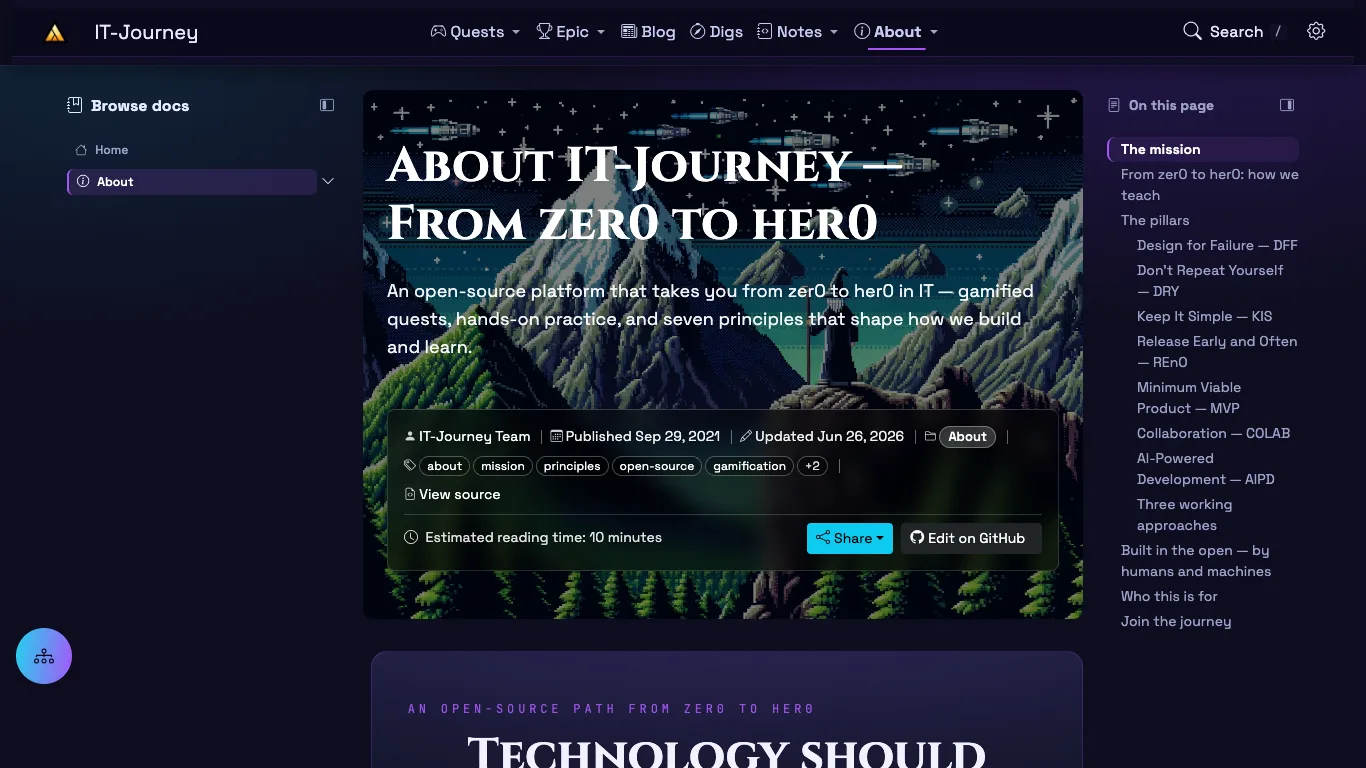 IT-Journey
Quests
Epic
Blog
Digs
Notes
About
Search /
Browse docs
Home
About
About IT-Journey —
From zer0 to her0
An open-source platform that takes you from zer0 to her0 in IT — gamified
quests, hands-on practice, and seven principles that shape how we build
and learn.
IT-Journey Team | Published Sep 29, 2021 | Updated Jun 26, 2026 | About |
about mission principles open-source gamification +2 |
View source
Estimated reading time: 10 minutes
Share
Edit on GitHub
On this page
The mission
From zer0 to her0: how we
teach
The pillars
Design for Failure — DFF
Don't Repeat Yourself
— DRY
Keep It Simple — KIS
Release Early and Often
— REnO
Minimum Viable
Product — MVP
Collaboration — COLAB
AI-Powered
Development — AIPD
Three working
approaches
Built in the open — by
humans and machines
Who this is for
Join the journey
AN OPEN-SOURCE PATH FROM ZER0 TO HER0
Technology should